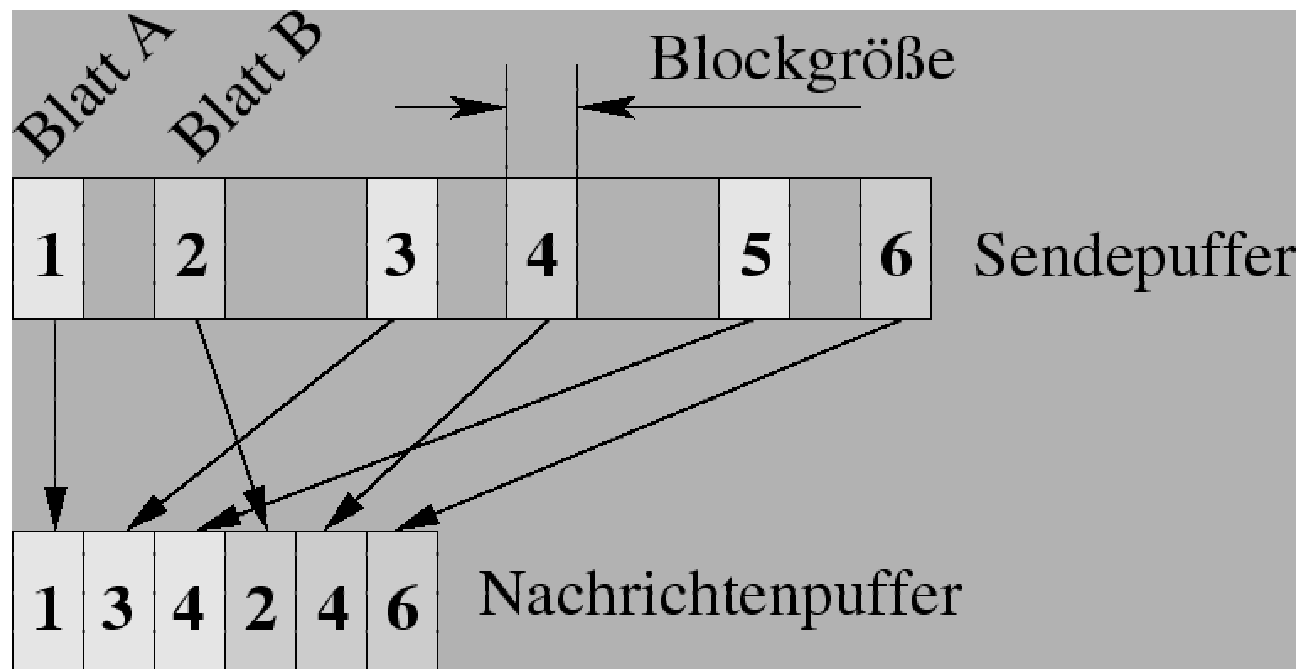 Blatt A
Blatt B
Blockgröße
1 2 3 4 5 6 Sendepuffer
1 3 4 2 4 6 Nachrichtenpuffer